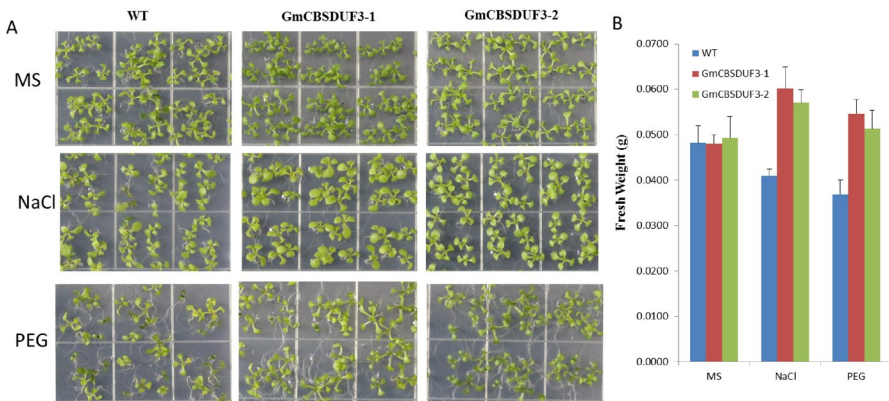 A
WT
GmCBSDUF3-1
GmCBSDUF3-2
MS
NaCl
PEG
B
Fresh Weight (g)
0.0700
0.0600
0.0500
0.0400
0.0300
0.0200
0.0100
0.0000
WT
GmCBSDUF3-1
GmCBSDUF3-2
MS
NaCl
PEG